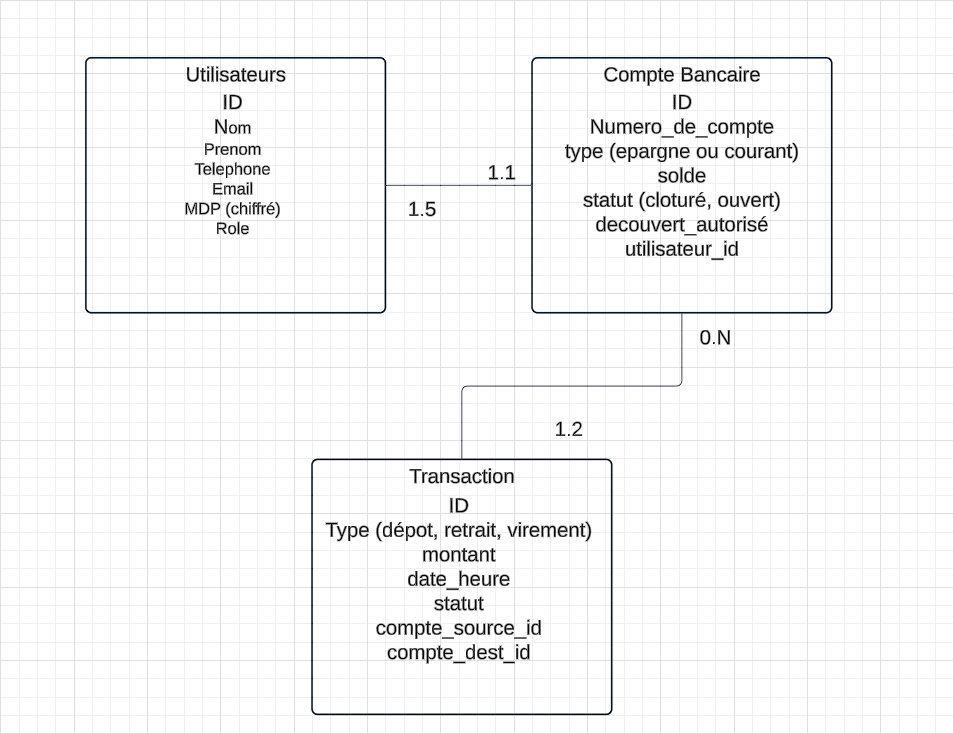 Utilisateurs
ID
Nom
Prenom
Telephone
Email
MDP (chiffré)
Role
1.1
1.5
Compte Bancaire
ID
Numero_de_compte
type (epargne ou courant)
solde
statut (cloturé, ouvert)
decouvert_autorisé
utilisateur_id
0.N
1.2
Transaction
ID
Type (dépot, retrait, virement)
montant
date_heure
statut
compte_source_id
compte_dest_id